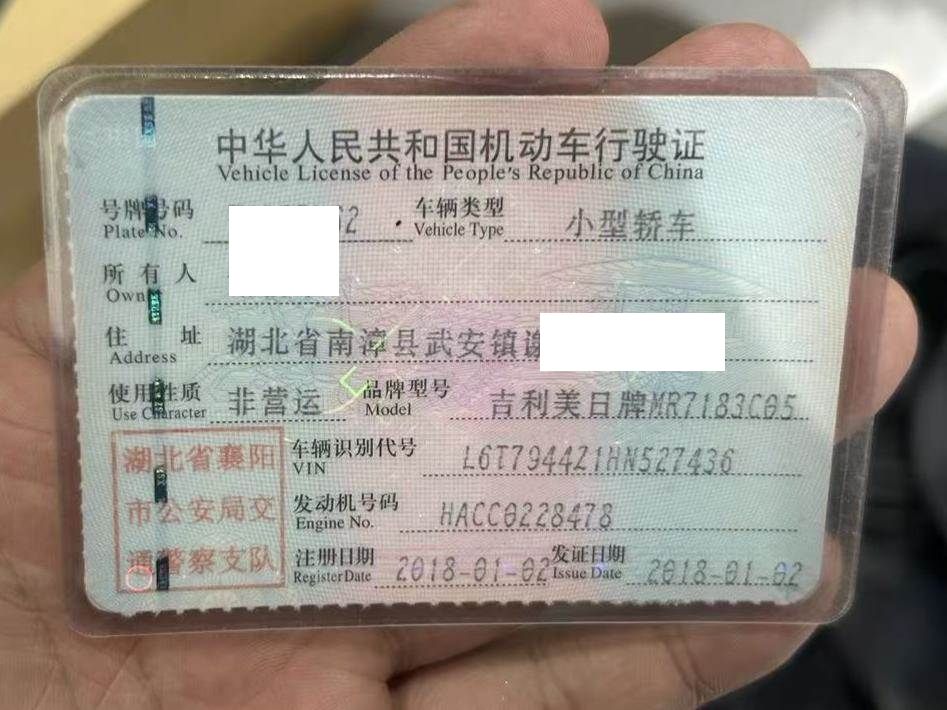 中华人民共和国机动车行驶证
Vehicle License of the People's Republic of China
号牌号码 62 车辆类型 小型轿车
Plate No. Vehicle Type
所有人
Owner
住址 湖北省南漳县武安镇
Address
使用性质 非营运 品牌型号 吉利美日牌MR7183C05
Use Character Model
湖北省襄阳市公安局交通警察支队
车辆识别代号 L6T7944Z1HN527436
VIN
发动机号码 HACC0228478
Engine No.
注册日期 2018-01-02 发证日期 2018-01-02
Register Date Issue Date